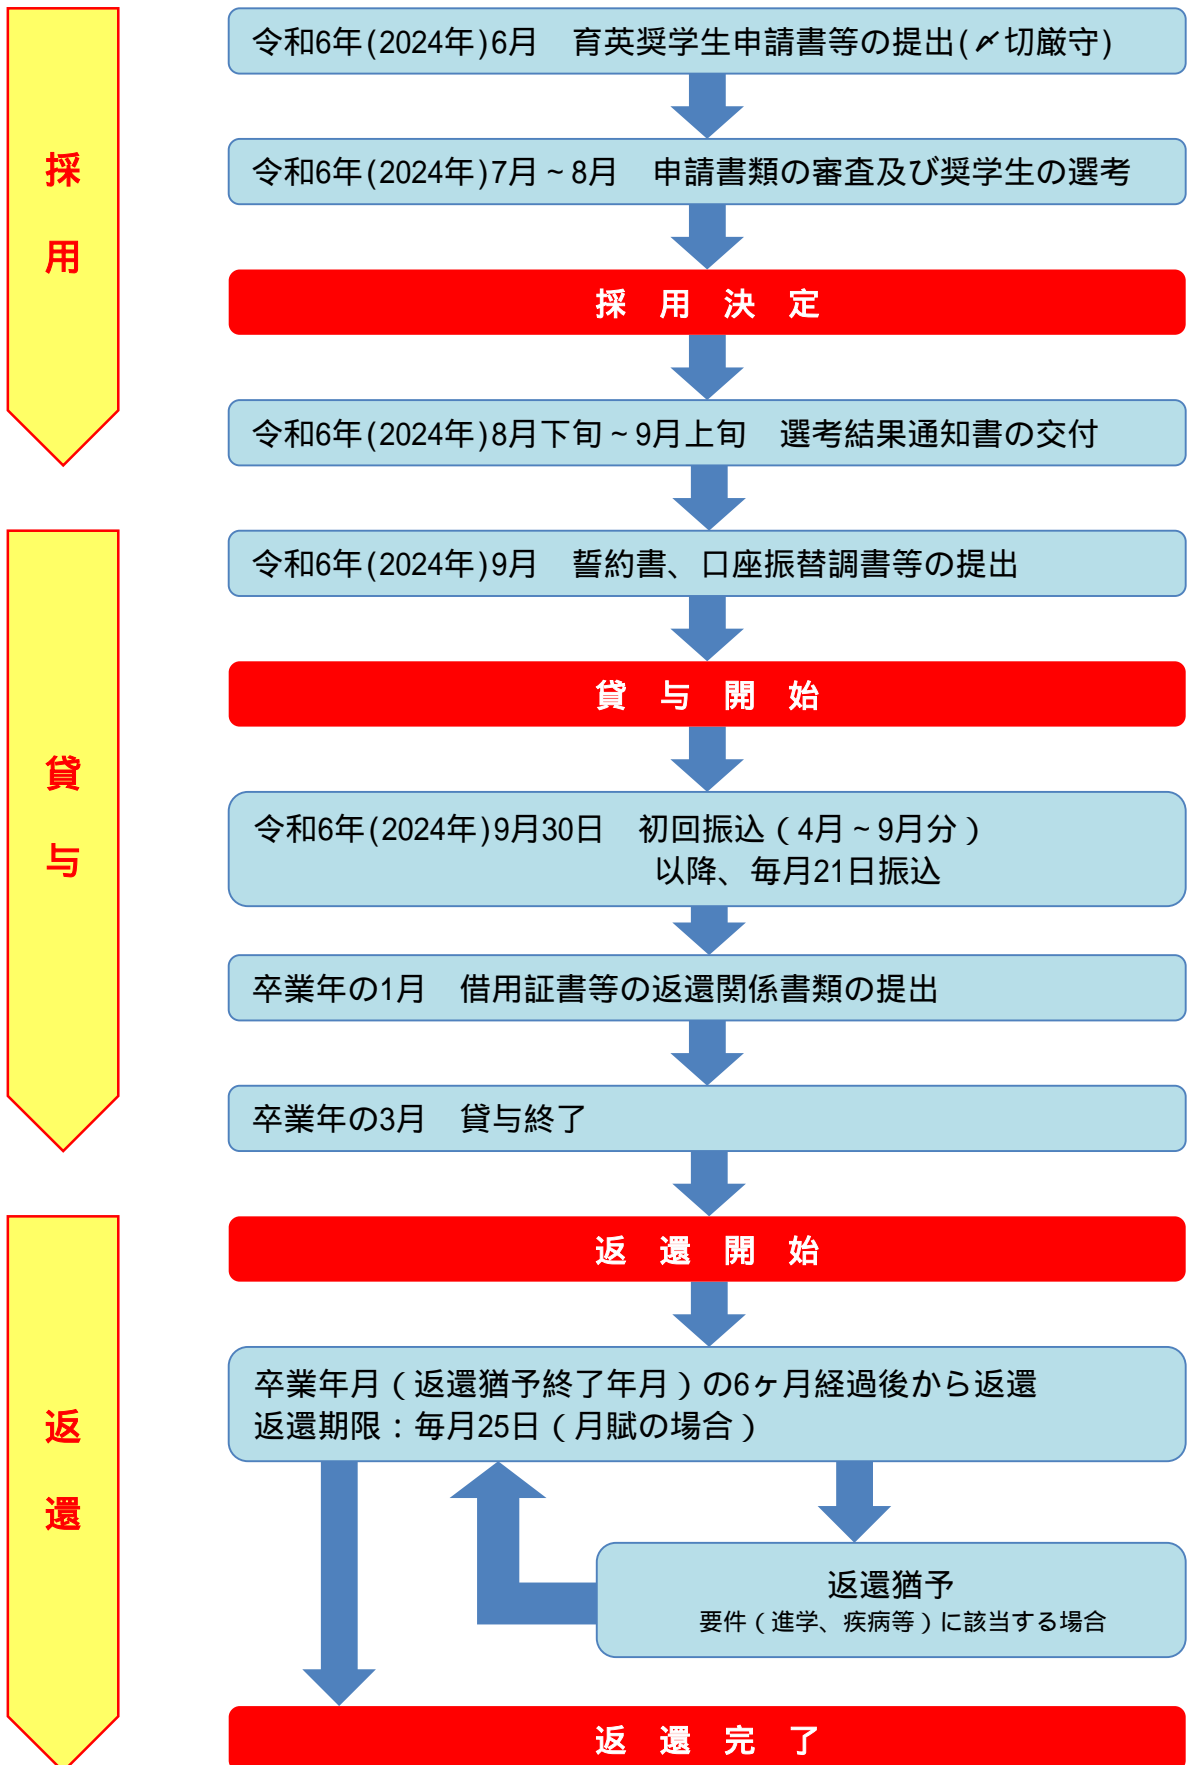 採用
令和6年(2024年)6月　育英奨学生申請書等の提出(〆切厳守)
令和6年(2024年)7月~8月　申請書類の審査及び奨学生の選考
採　用　決　定
令和6年(2024年)8月下旬~9月上旬　選考結果通知書の交付
貸与
令和6年(2024年)9月　誓約書、口座振替調書等の提出
貸　与　開　始
令和6年(2024年)9月30日　初回振込（4月~9月分）
以降、毎月21日振込
卒業年の1月　借用証書等の返還関係書類の提出
卒業年の3月　貸与終了
返還
返　還　開　始
卒業年月（返還猶予終了年月）の6ヶ月経過後から返還
返還期限：毎月25日（月賦の場合）
返還猶予
要件（進学、疾病等）に該当する場合
返　還　完　了